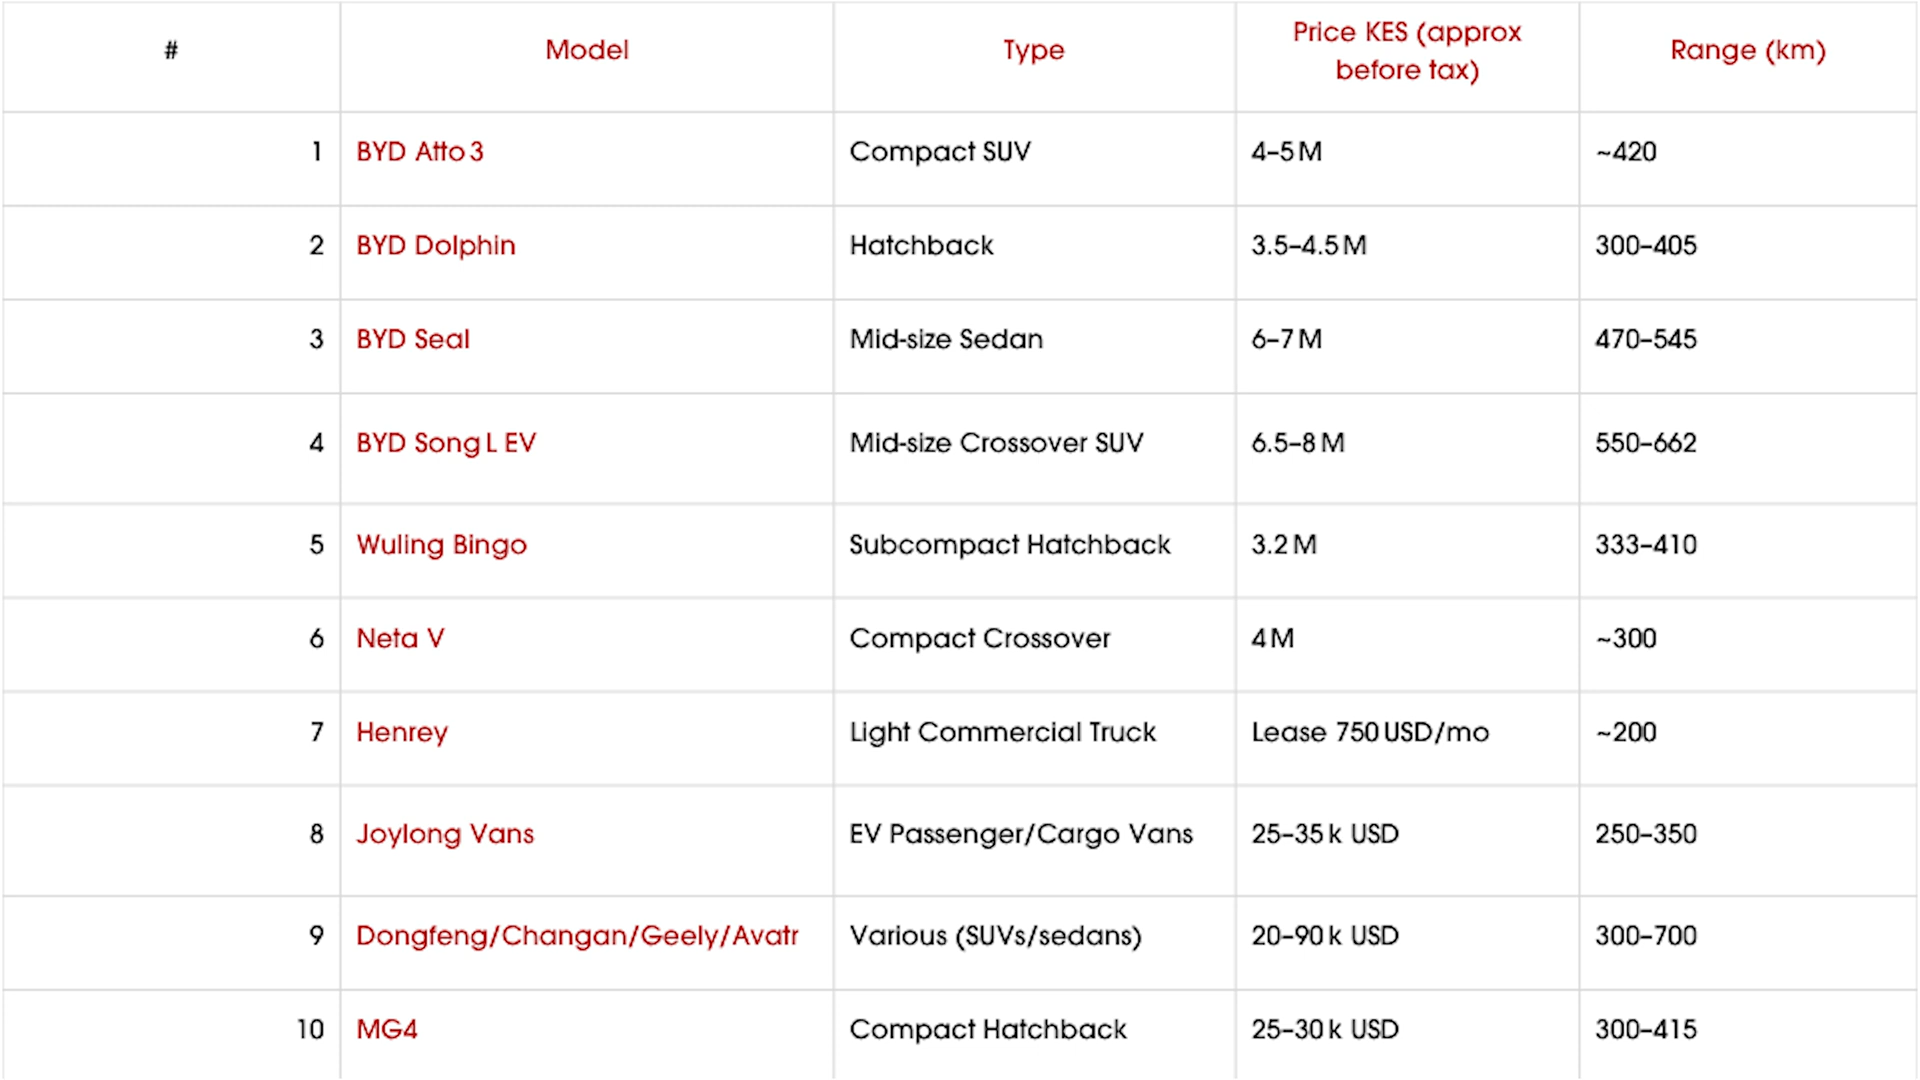 # Model Type Price KES (approx before tax) Range (km)
1 BYD Atto 3 Compact SUV 4–5 M ~420
2 BYD Dolphin Hatchback 3.5–4.5 M 300–405
3 BYD Seal Mid-size Sedan 6–7 M 470–545
4 BYD Song L EV Mid-size Crossover SUV 6.5–8 M 550–662
5 Wuling Bingo Subcompact Hatchback 3.2 M 333–410
6 Neta V Compact Crossover 4 M ~300
7 Henrey Light Commercial Truck Lease 750 USD/mo ~200
8 Joylong Vans EV Passenger/Cargo Vans 25–35 k USD 250–350
9 Dongfeng/Changan/Geely/Avatr Various (SUVs/sedans) 20–90 k USD 300–700
10 MG4 Compact Hatchback 25–30 k USD 300–415